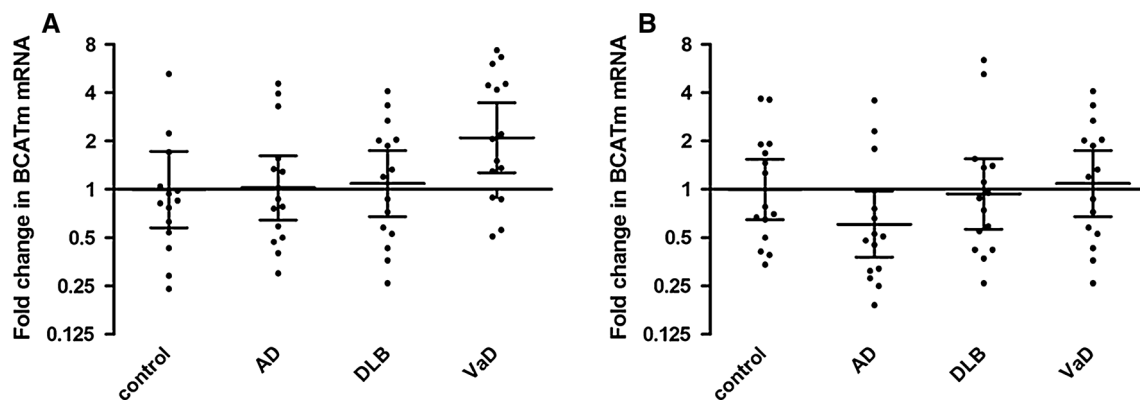 A
Fold change in BCATm mRNA
8
4
2
1
0.5
0.25
0.125
control
AD
DLB
VaD
B
Fold change in BCATm mRNA
8
4
2
1
0.5
0.25
0.125
control
AD
DLB
VaD